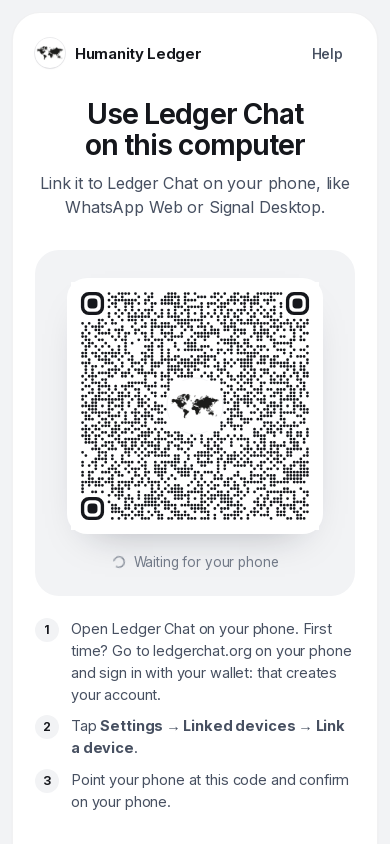 Humanity Ledger
Help
Use Ledger Chat
on this computer
Link it to Ledger Chat on your phone, like
WhatsApp Web or Signal Desktop.
Waiting for your phone
1 Open Ledger Chat on your phone. First
time? Go to ledgerchat.org on your phone
and sign in with your wallet: that creates
your account.
2 Tap Settings → Linked devices → Link
a device.
3 Point your phone at this code and confirm
on your phone.